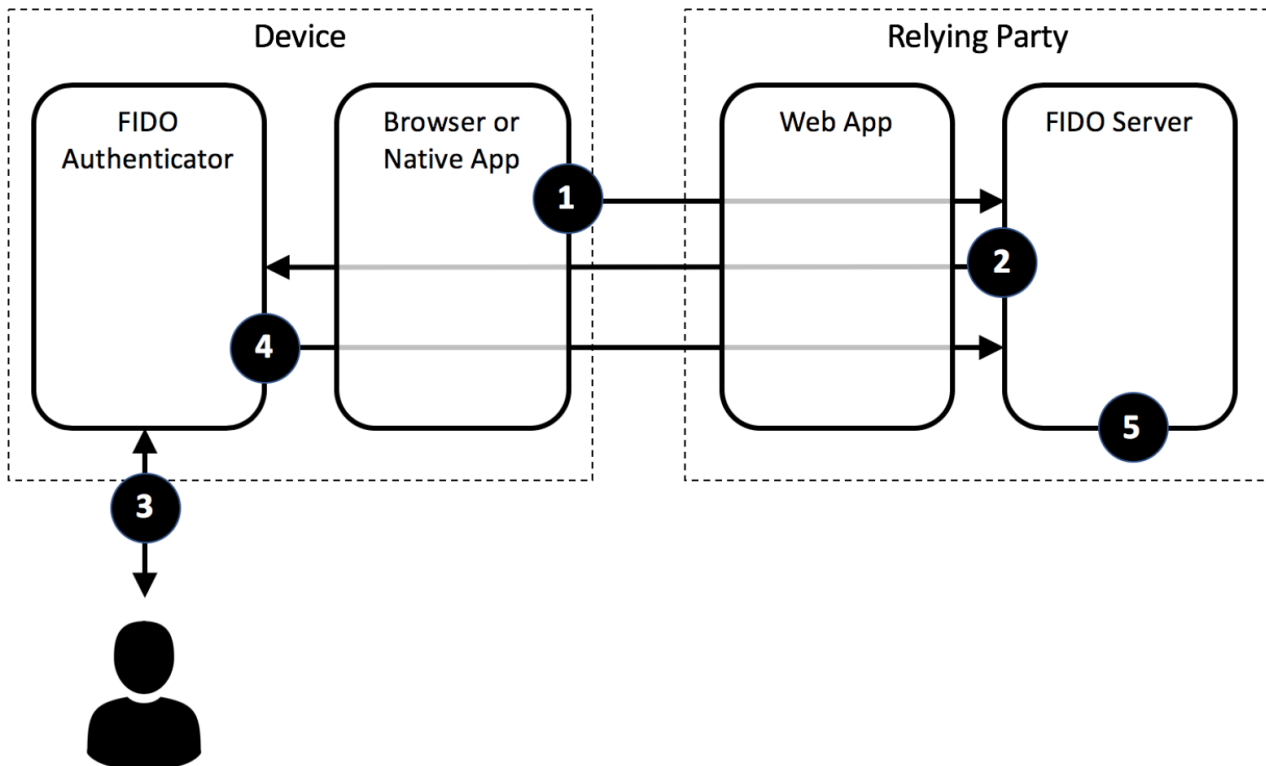 Device
Relying Party
FIDO
Authenticator
Browser or
Native App
Web App
FIDO Server
1
2
4
5
3